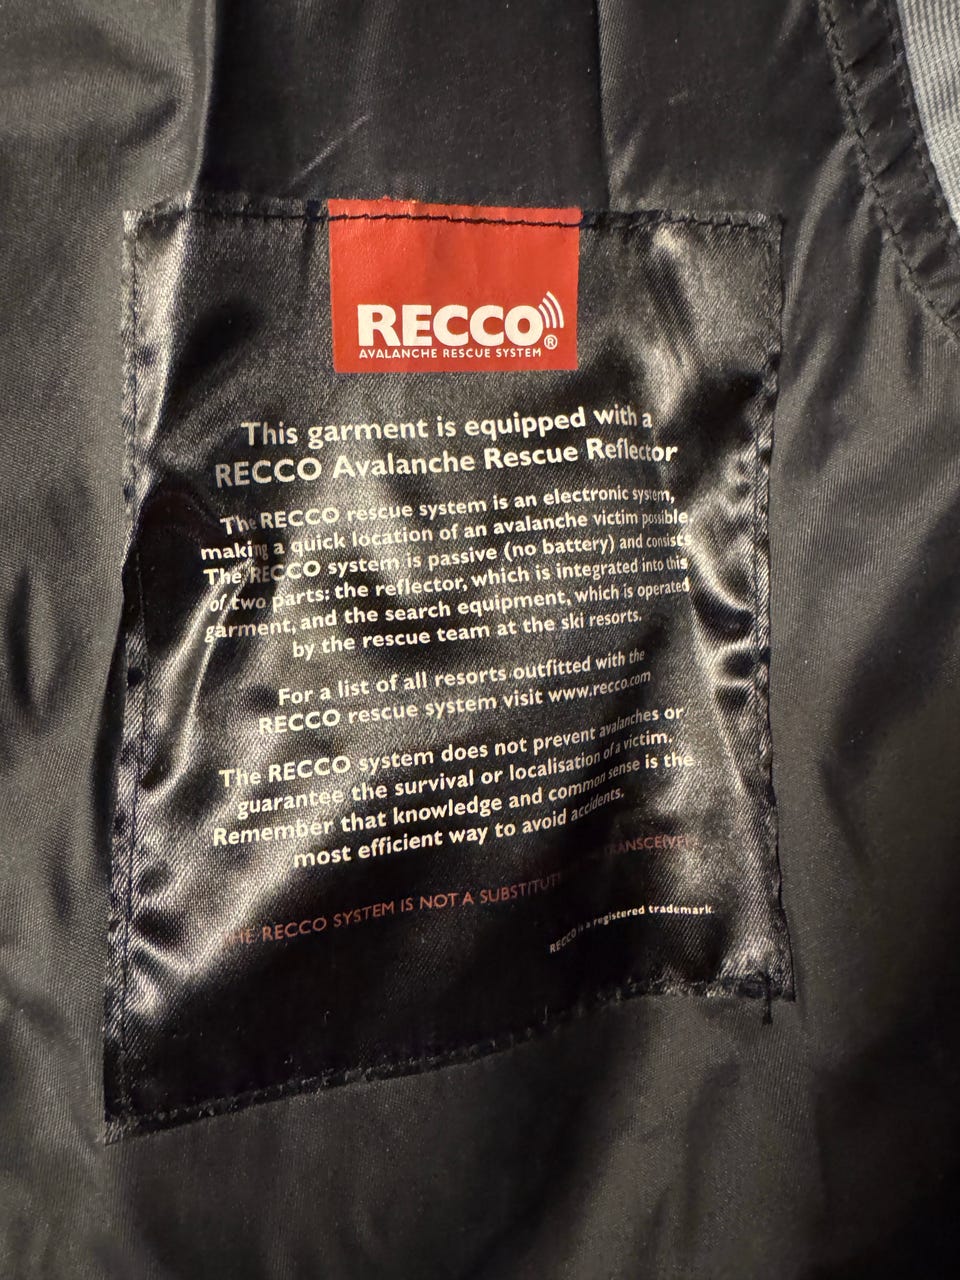 RECCO®
AVALANCHE RESCUE SYSTEM
This garment is equipped with a
RECCO Avalanche Rescue Reflector
The RECCO rescue system is an electronic system,
making a quick location of an avalanche victim possible.
The RECCO system is passive (no battery) and consists
of two parts: the reflector, which is integrated into this
garment, and the search equipment, which is operated
by the rescue team at the ski resorts.
For a list of all resorts outfitted with the
RECCO rescue system visit www.recco.com
The RECCO system does not prevent avalanches or
guarantee the survival or localisation of a victim.
Remember that knowledge and common sense is the
most efficient way to avoid accidents.
THE RECCO SYSTEM IS NOT A SUBSTITUTE TRANSCEIVER
RECCO is a registered trademark.